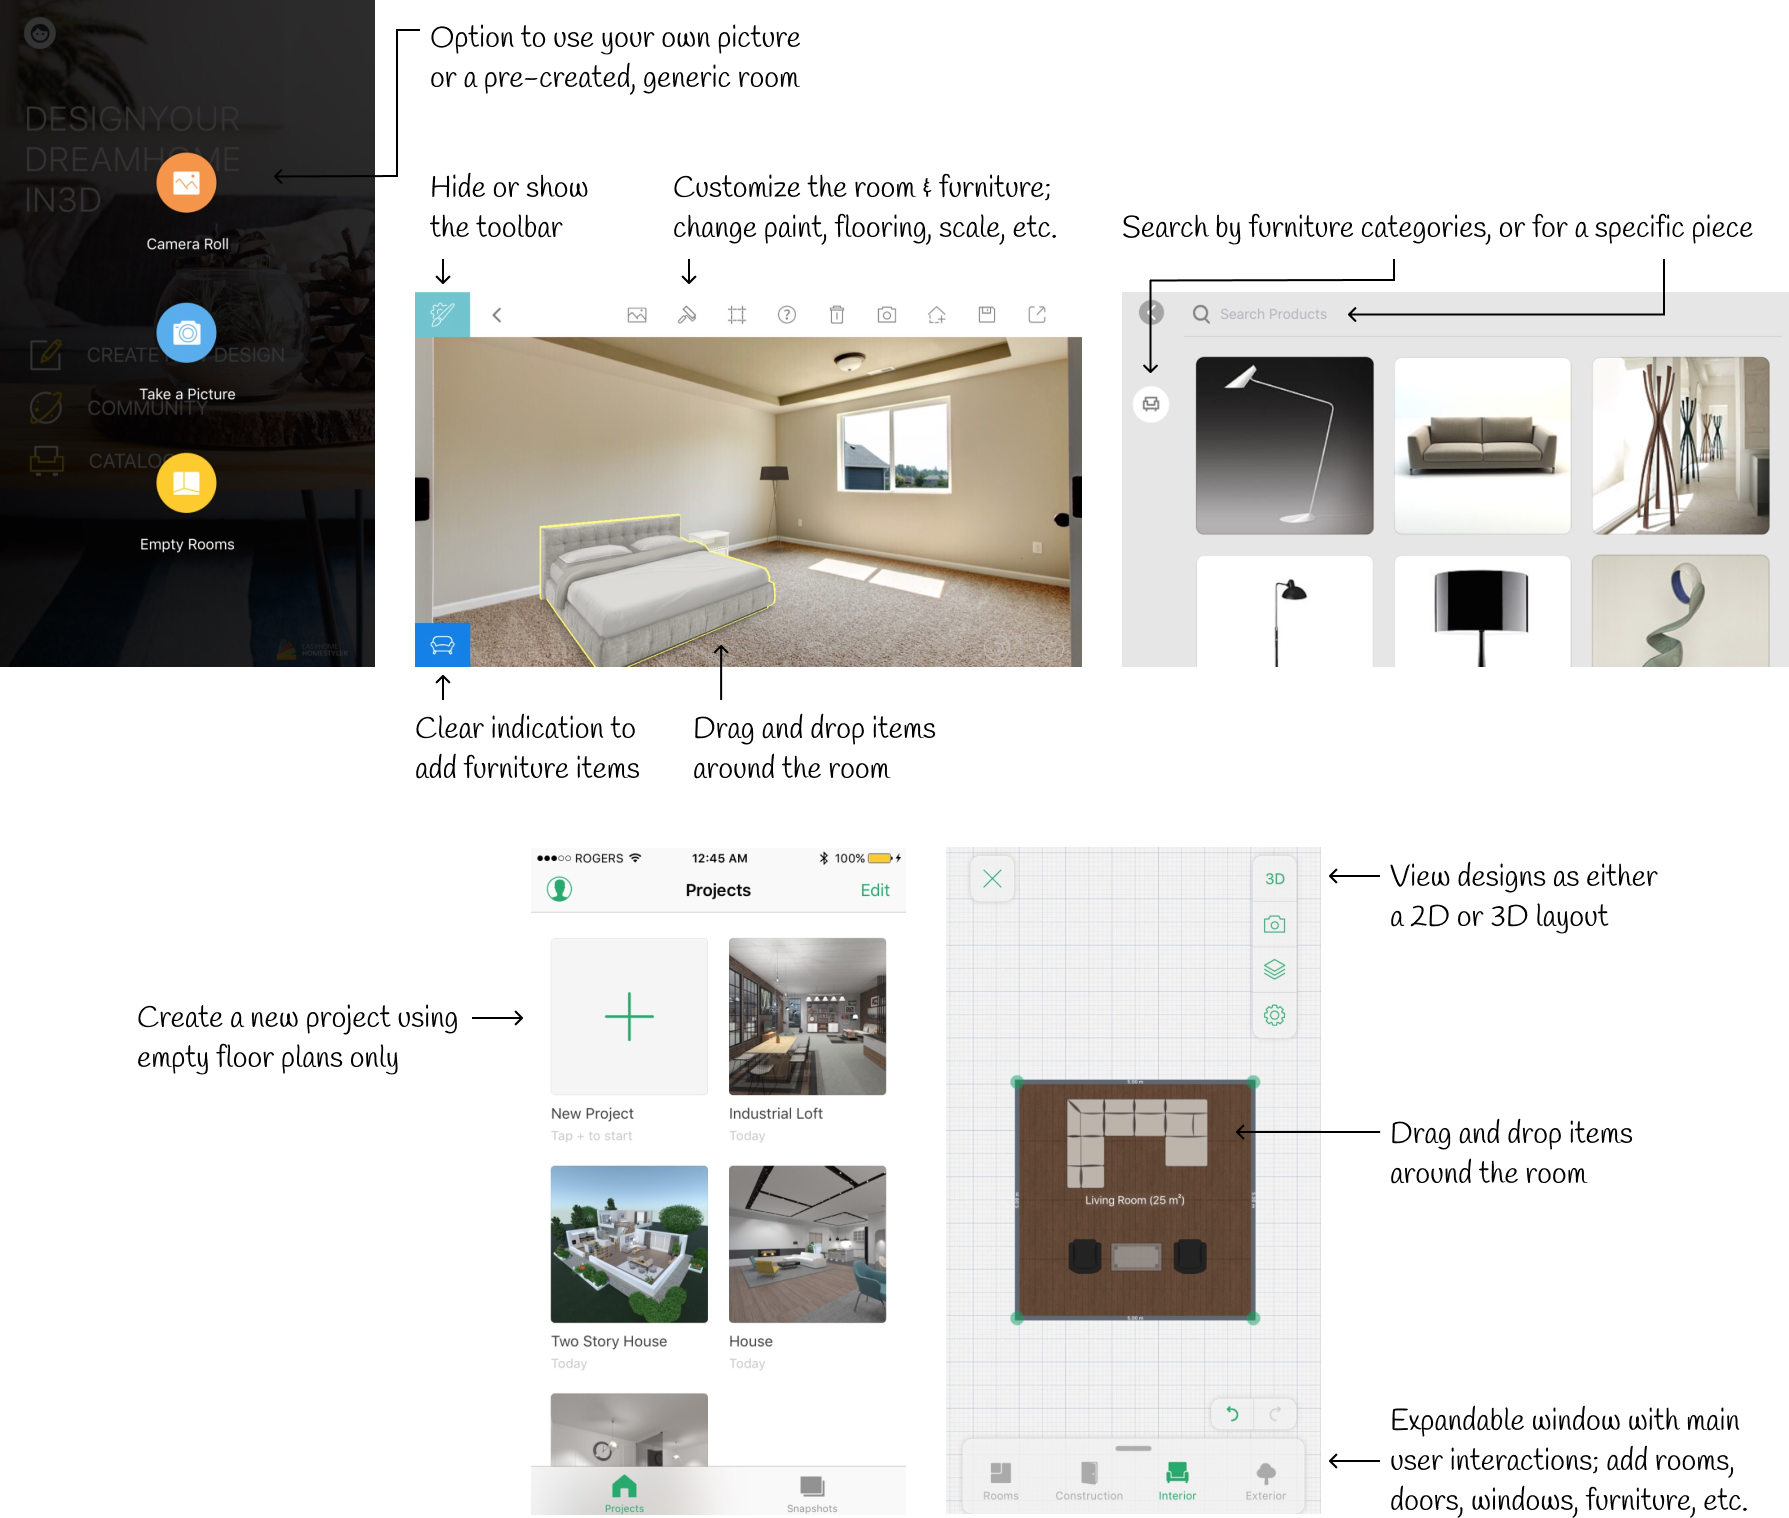 Option to use your own picture
or a pre-created, generic room
DESIGNYOUR
DREAMHOME
IN3D
Camera Roll
CREATE DESIGN
Take a Picture
COMMUNITY
CATALOG
Empty Rooms
EASYHOME
HOMESTYLER
Hide or show
the toolbar
Customize the room & furniture;
change paint, flooring, scale, etc.
Search by furniture categories, or for a specific piece
Search Products
Clear indication to
add furniture items
Drag and drop items
around the room
Create a new project using
empty floor plans only
ROGERS 12:45 AM 100%
Projects Edit
New Project
Tap + to start
Industrial Loft
Today
Two Story House
Today
House
Today
Projects Snapshots
3D
View designs as either
a 2D or 3D layout
5.00 m
Living Room (25 m²)
5.00 m
Drag and drop items
around the room
Rooms Construction Interior Exterior
Expandable window with main
user interactions; add rooms,
doors, windows, furniture, etc.